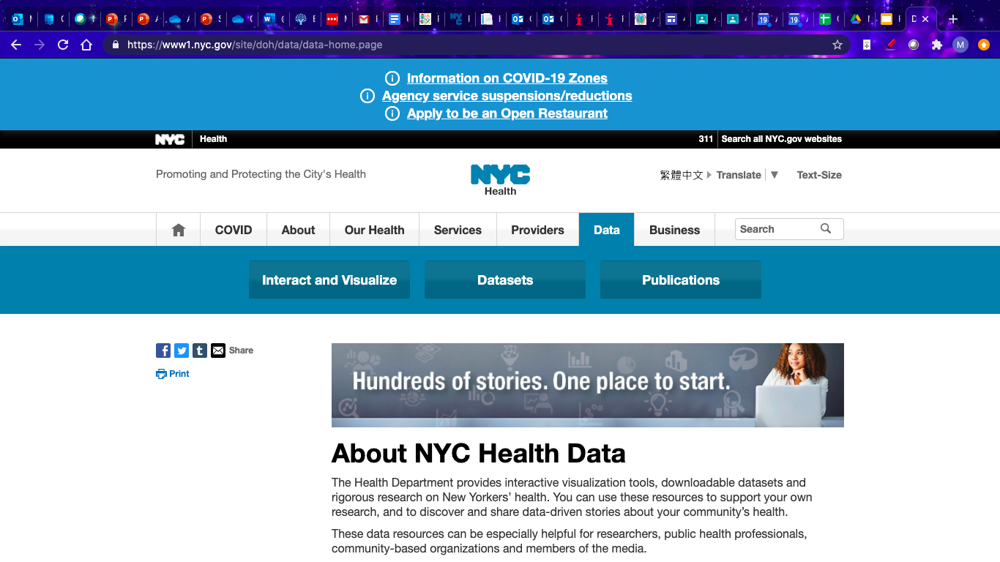 https://www1.nyc.gov/site/doh/data/data-home.page
M
Information on COVID-19 Zones
Agency service suspensions/reductions
Apply to be an Open Restaurant
NYC Health 311 Search all NYC.gov websites
Promoting and Protecting the City's Health
NYC
Health
繁體中文 Translate ▼ Text-Size
COVID About Our Health Services Providers Data Business Search
Interact and Visualize Datasets Publications
Share
Print
Hundreds of stories. One place to start.
About NYC Health Data
The Health Department provides interactive visualization tools, downloadable datasets and
rigorous research on New Yorkers’ health. You can use these resources to support your own
research, and to discover and share data-driven stories about your community’s health.
These data resources can be especially helpful for researchers, public health professionals,
community-based organizations and members of the media.